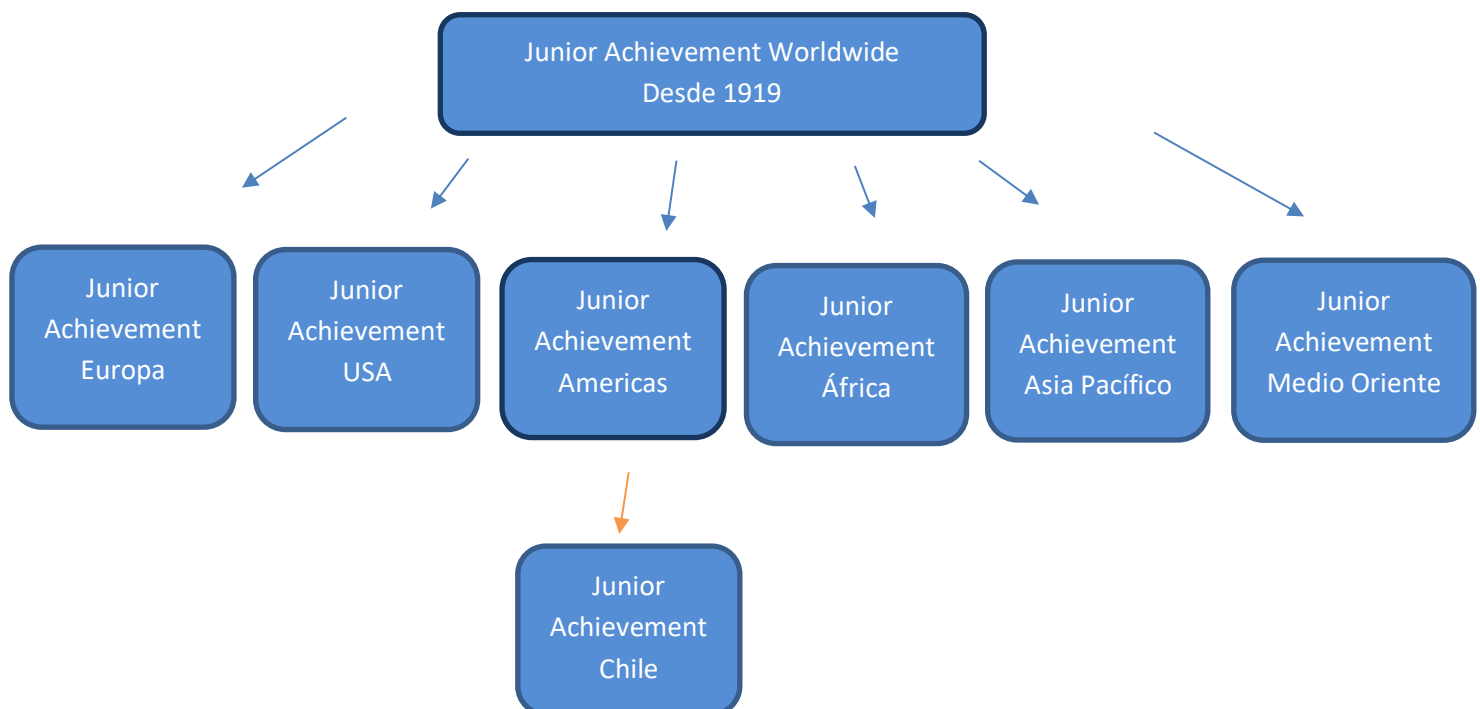 Junior Achievement Worldwide
Desde 1919
Junior
Achievement
Europa
Junior
Achievement
USA
Junior
Achievement
Americas
Junior
Achievement
África
Junior
Achievement
Asia Pacífico
Junior
Achievement
Medio Oriente
Junior
Achievement
Chile